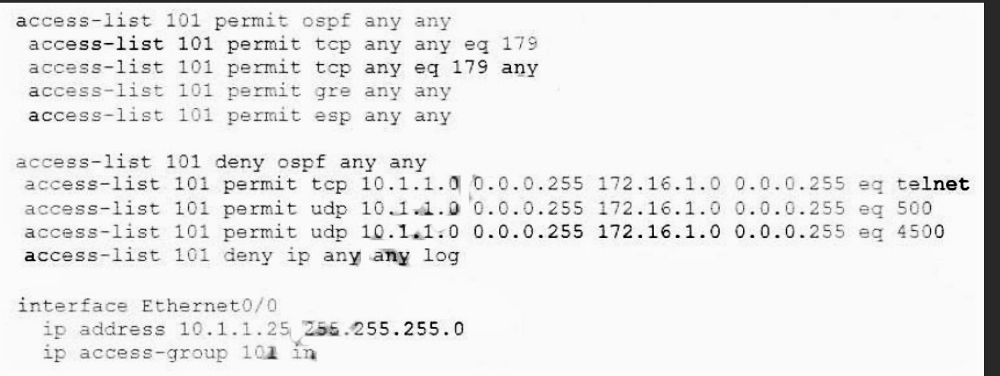 access-list 101 permit ospf any any
access-list 101 permit tcp any any eq 179
access-list 101 permit tcp any eq 179 any
access-list 101 permit gre any any
access-list 101 permit esp any any
access-list 101 deny ospf any any
access-list 101 permit tcp 10.1.1.0 0.0.0.255 172.16.1.0 0.0.0.255 eq telnet
access-list 101 permit udp 10.1.1.0 0.0.0.255 172.16.1.0 0.0.0.255 eq 500
access-list 101 permit udp 10.1.1.0 0.0.0.255 172.16.1.0 0.0.0.255 eq 4500
access-list 101 deny ip any any log
interface Ethernet0/0
ip address 10.1.1.25 255.255.255.0
ip access-group 101 in